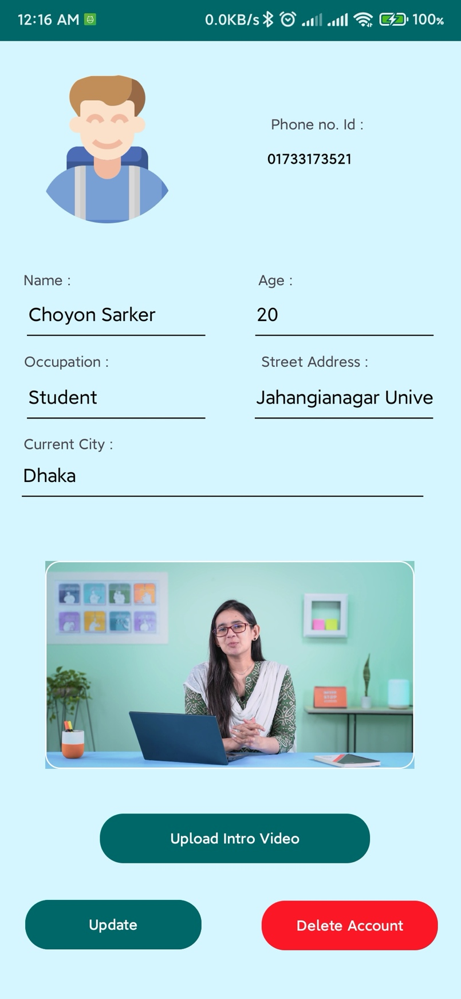 12:16 AM 0.0KB/s 100%
Phone no. Id :
01733173521
Name : Age :
Choyon Sarker 20
Occupation : Street Address :
Student Jahangianagar Unive
Current City :
Dhaka
Upload Intro Video
Update Delete Account